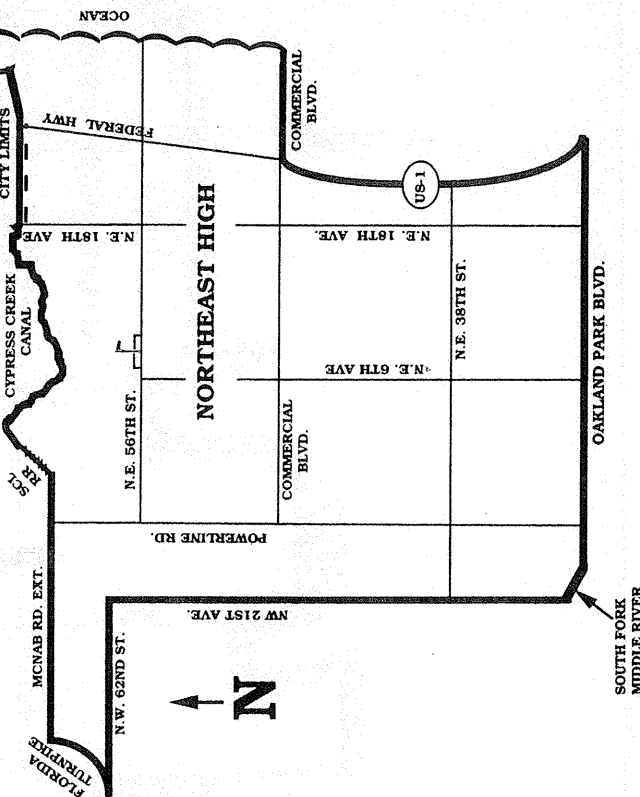 OCEAN
CITY LIMITS
FEDERAL HWY
COMMERCIAL
BLVD.
US-1
N.E. 18TH AVE.
N.E. 18TH AVE.
CYPRESS CREEK
CANAL
NORTHEAST HIGH
N.E. 38TH ST.
N.E. 6TH AVE.
N.E. 56TH ST.
COMMERCIAL
BLVD.
OAKLAND PARK BLVD.
SCL
RR
POWERLINE RD.
MCNAB RD. EXT.
NW 21ST AVE.
N.W. 62ND ST.
N
FLORIDA
TURNPIKE
SOUTH FORK
MIDDLE RIVER